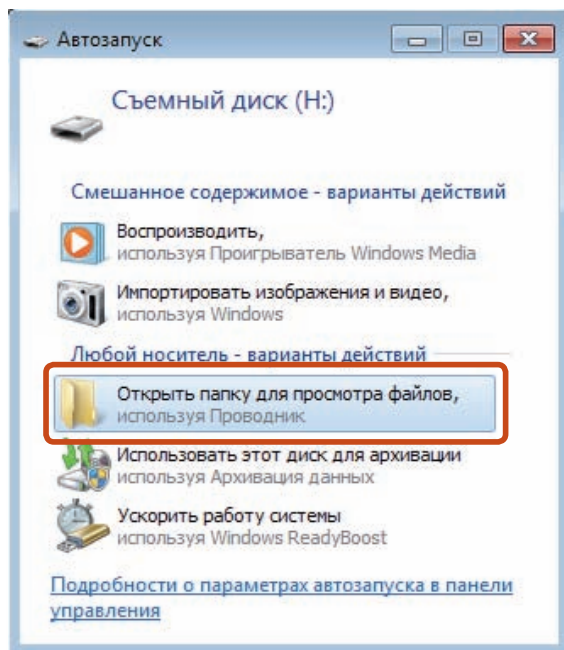 Автозапуск
Съемный диск (H:)
Смешанное содержимое - варианты действий
Воспроизводить,
используя Проигрыватель Windows Media
Импортировать изображения и видео,
используя Windows
Любой носитель - варианты действий
Открыть папку для просмотра файлов,
используя Проводник
Использовать этот диск для архивации
используя Архивация данных
Ускорить работу системы
используя Windows ReadyBoost
Подробности о параметрах автозапуска в панели
управления